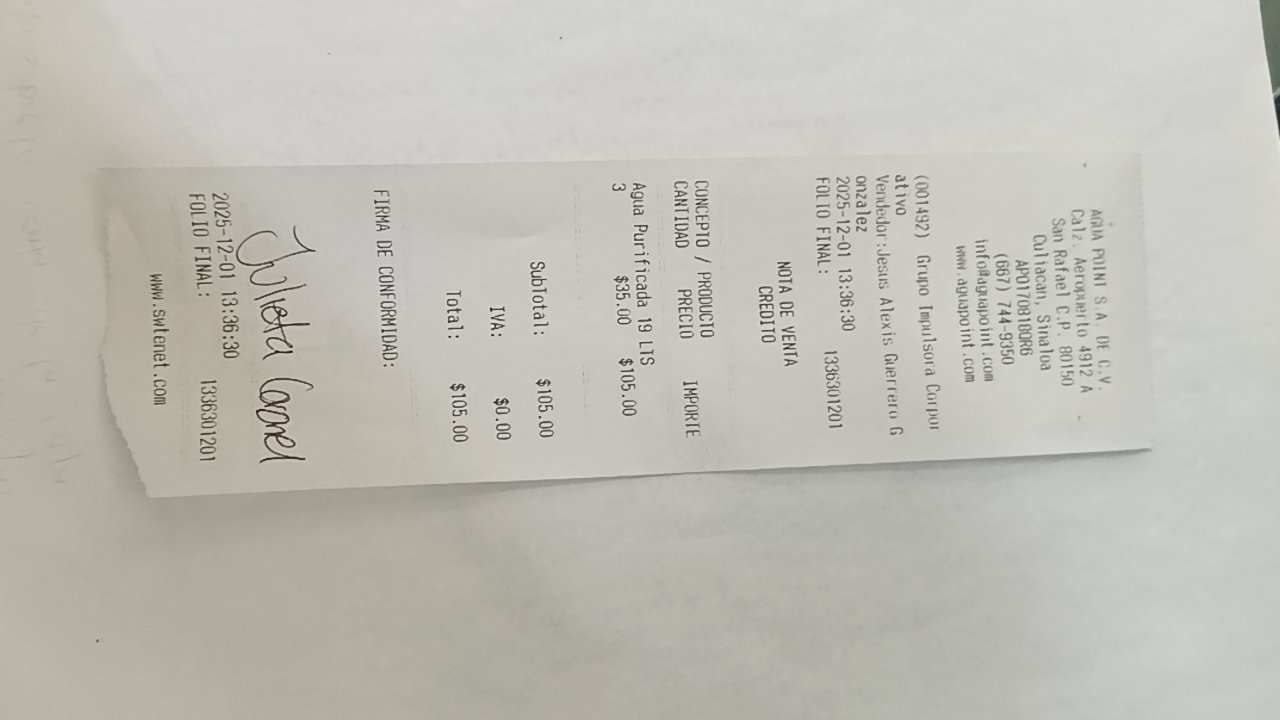 AGUA POINT S.A. DE C.V.
Calz. Aeropuerto 4912 A
San Rafael C.P. 80150
Culiacan, Sinaloa
APO170818QR6
(667) 744-9350
info@aguapoint.com
www.aguapoint.com
(001492) Grupo Impulsora Corpor
ativo
Vendedor:Jesus Alexis Guerrero G
onzalez
2025-12-01 13:36:30
FOLIO FINAL: 1336301201
NOTA DE VENTA
CREDITO
CONCEPTO / PRODUCTO
CANTIDAD PRECIO IMPORTE
Agua Purificada 19 LTS
3 $35.00 $105.00
SubTotal: $105.00
IVA: $0.00
Total: $105.00
FIRMA DE CONFORMIDAD:
Julieta Coronel
2025-12-01 13:36:30
FOLIO FINAL: 1336301201
www.swtenet.com